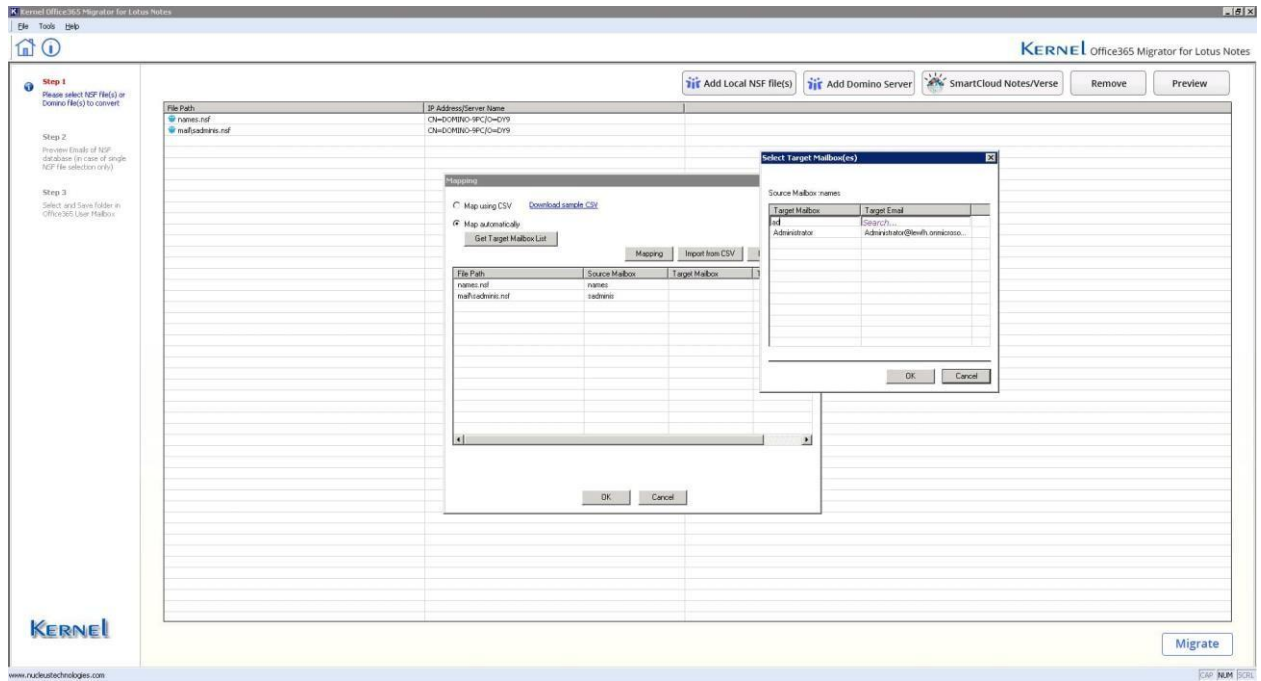 Kernel Office365 Migrator for Lotus Notes
File Tools Help
KERNEL Office365 Migrator for Lotus Notes
Step 1
Please select NSF file(s) or
Domino file(s) to convert
Step 2
Preview Emails of NSF
database (in case of single
NSF file selection only)
Step 3
Select and Save folder in
Office365 User Mailbox
Add Local NSF file(s) Add Domino Server SmartCloud Notes/Verse Remove Preview
File Path IP Address/Server Name
names.nsf CN=DOMINO-9PC/O=DY9
mail\sadminis.nsf CN=DOMINO-9PC/O=DY9
Mapping
Map using CSV Download sample CSV
Map automatically
Get Target Mailbox List
Mapping Import from CSV
File Path Source Mailbox Target Mailbox T
names.nsf names
mail\sadminis.nsf sadminis
OK Cancel
Select Target Mailbox(es)
Source Mailbox :names
Target Mailbox Target Email
ad Search...
Administrator Administrator@lewlh.onmicroso...
OK Cancel
KERNEL
Migrate
www.nucleustechnologies.com
CAP NUM SCRL